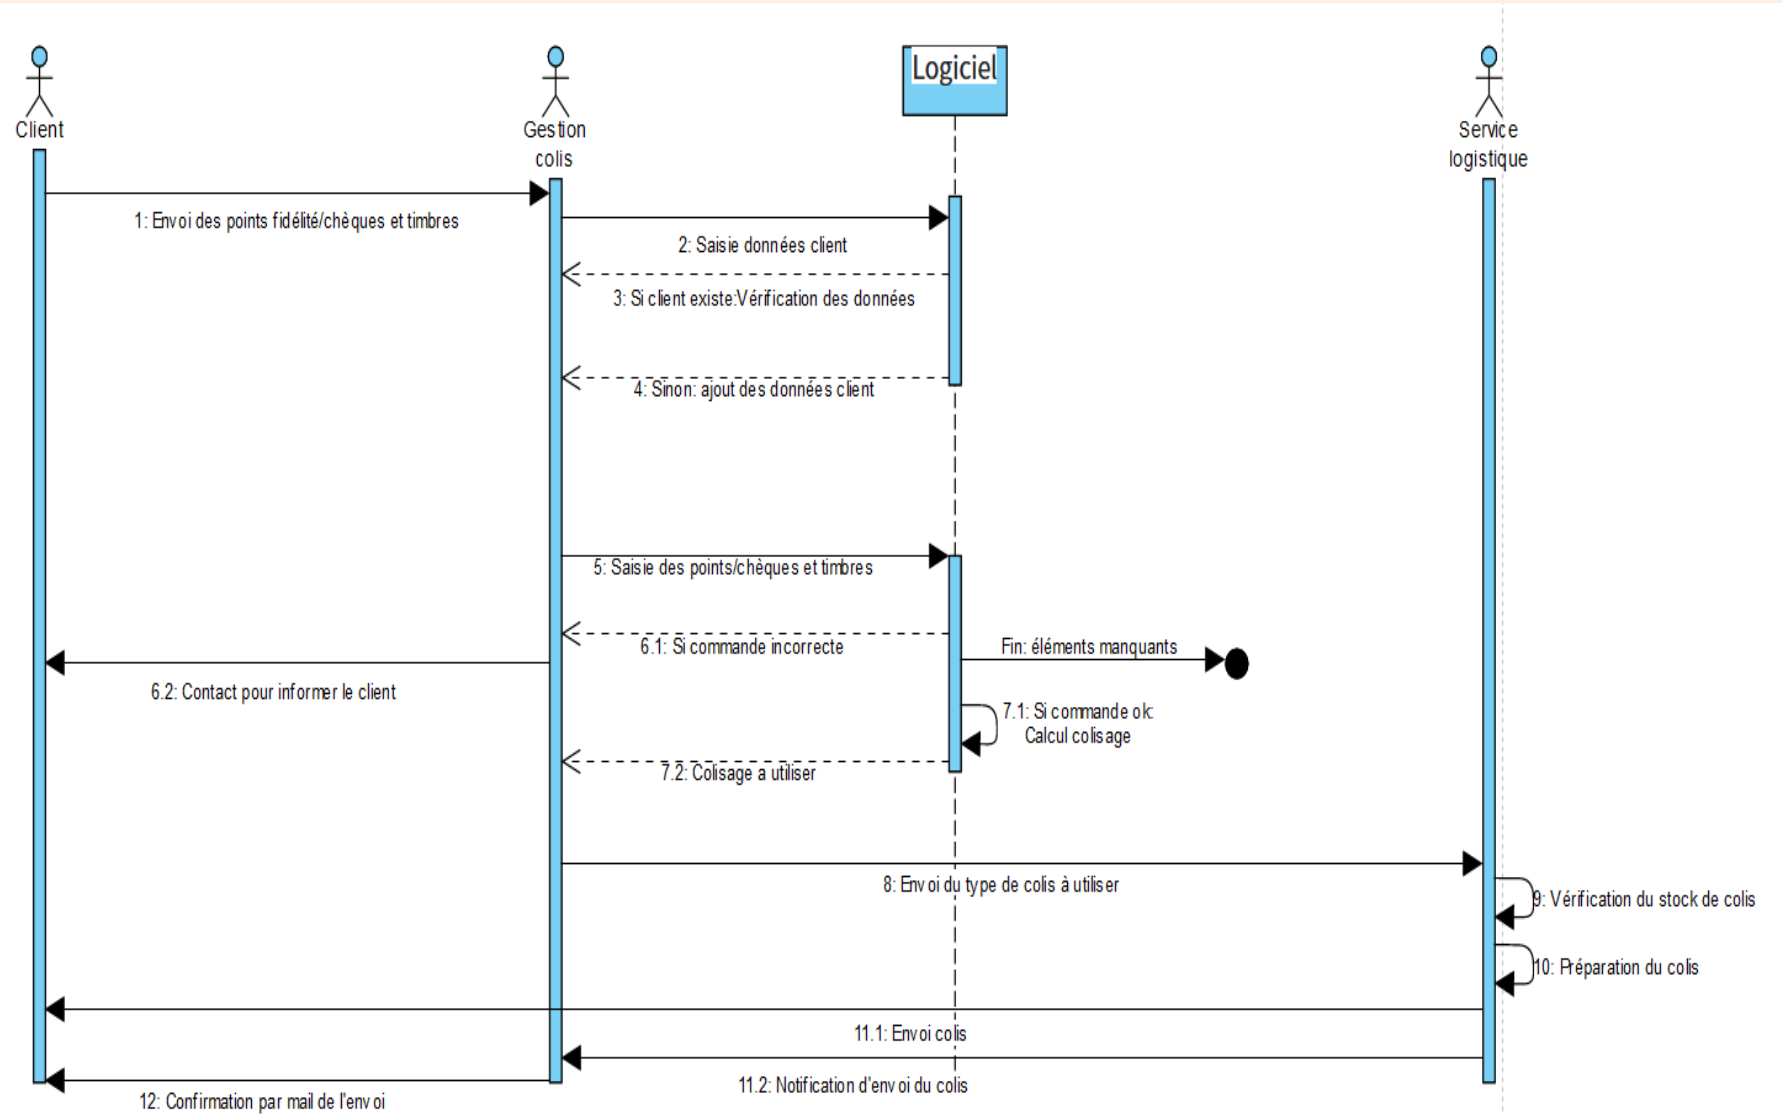 Client
Gestion
colis
Logiciel
Service
logistique
1: Envoi des points fidélité/chèques et timbres
2: Saisie données client
3: Si client existe:Vérification des données
4: Sinon: ajout des données client
5: Saisie des points/chèques et timbres
6.1: Si commande incorrecte
Fin: éléments manquants
6.2: Contact pour informer le client
7.1: Si commande ok:
Calcul colisage
7.2: Colisage a utiliser
8: Envoi du type de colis à utiliser
9: Vérification du stock de colis
10: Préparation du colis
11.1: Envoi colis
11.2: Notification d'envoi du colis
12: Confirmation par mail de l'envoi